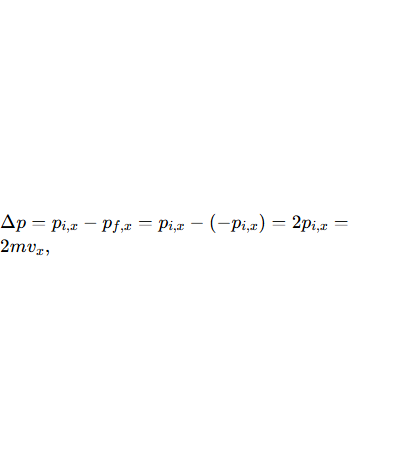 Δp = p_{i,x} − p_{f,x} = p_{i,x} − (−p_{i,x}) = 2p_{i,x} =
2mv_x,